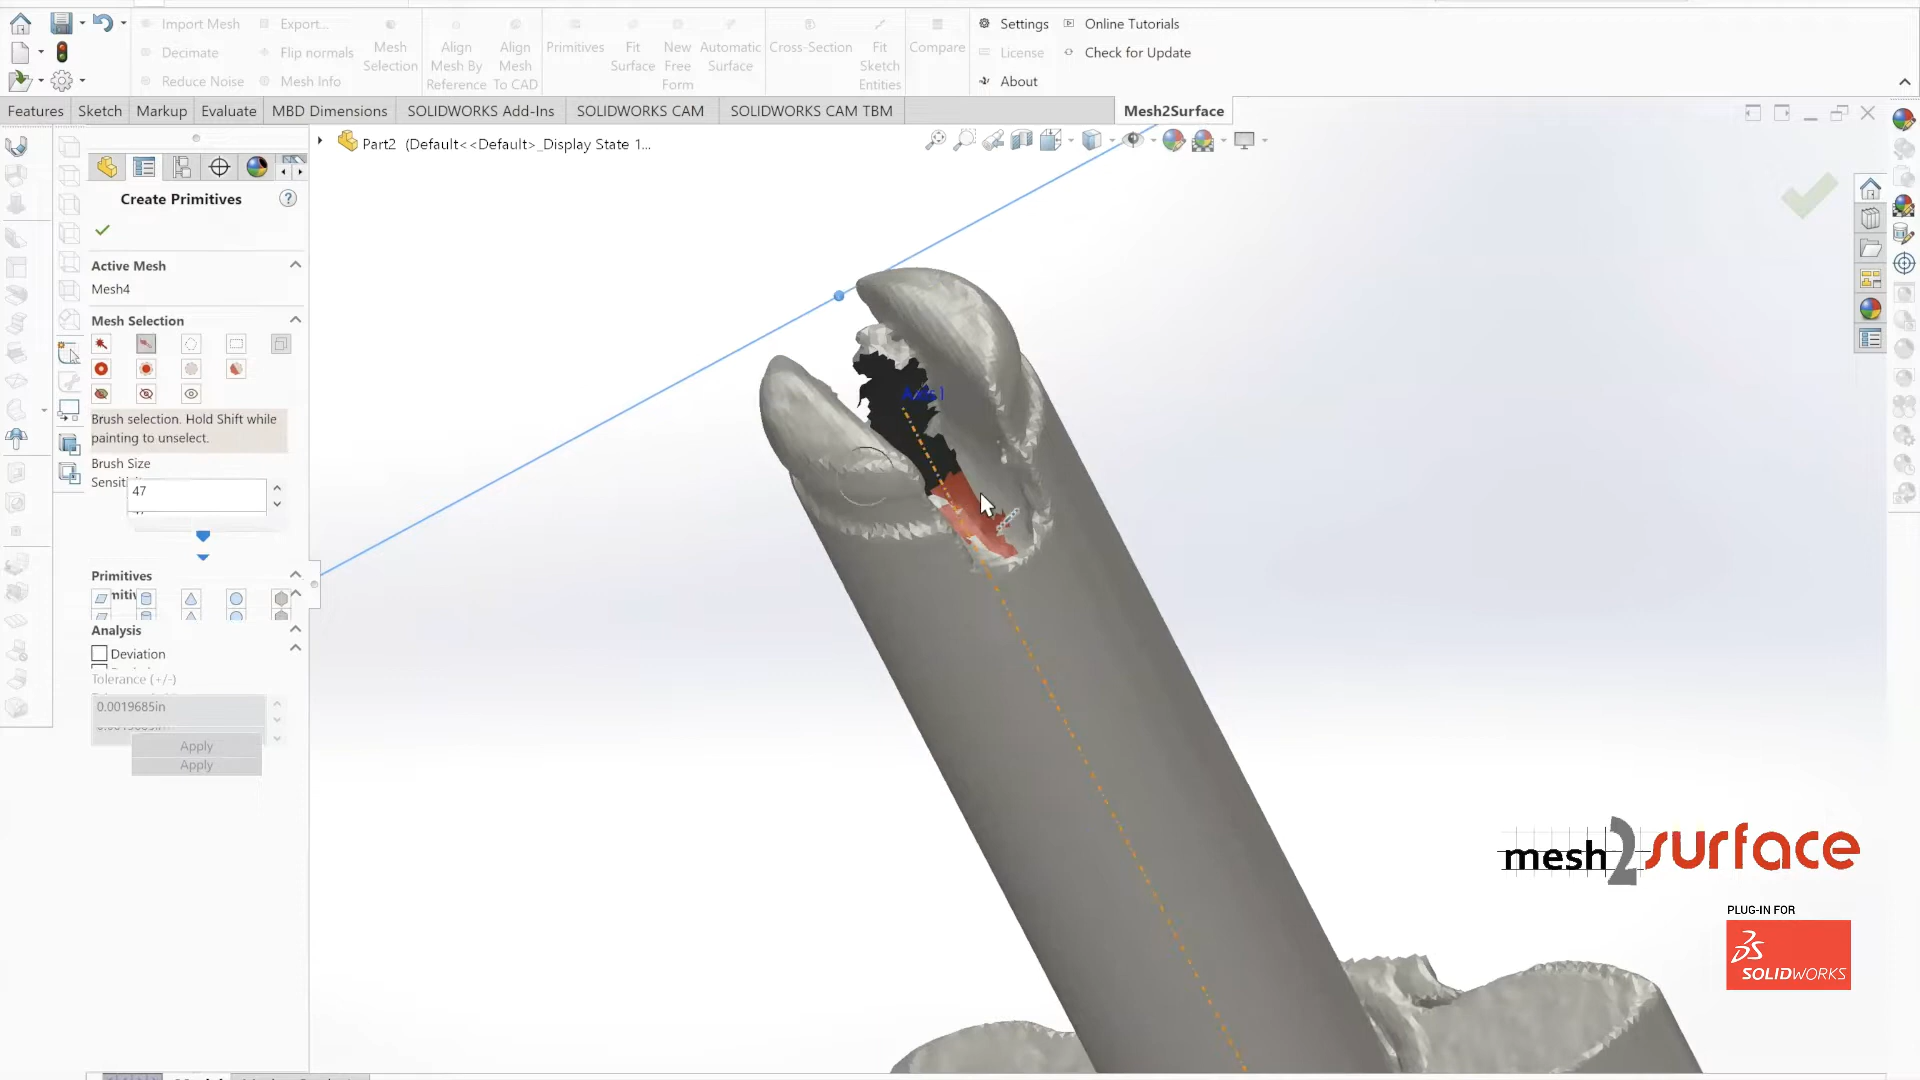 Import Mesh
Export...
Decimate
Flip normals
Reduce Noise
Mesh Info
Mesh
Selection
Align
Mesh By
Reference
Align
Mesh
To CAD
Primitives
Fit
Surface
New
Free
Form
Automatic
Surface
Cross-Section
Fit
Sketch
Entities
Compare
Settings
Online Tutorials
License
Check for Update
About
Features
Sketch
Markup
Evaluate
MBD Dimensions
SOLIDWORKS Add-Ins
SOLIDWORKS CAM
SOLIDWORKS CAM TBM
Mesh2Surface
Part2 (Default<<Default>_Display State 1...
Create Primitives
Active Mesh
Mesh4
Mesh Selection
Brush selection. Hold Shift while
painting to unselect.
Brush Size
47
Primitives
Analysis
Deviation
Tolerance (+/-)
0.0019685in
Apply
Apply
Axis1
mesh2surface
PLUG-IN FOR
SOLIDWORKS